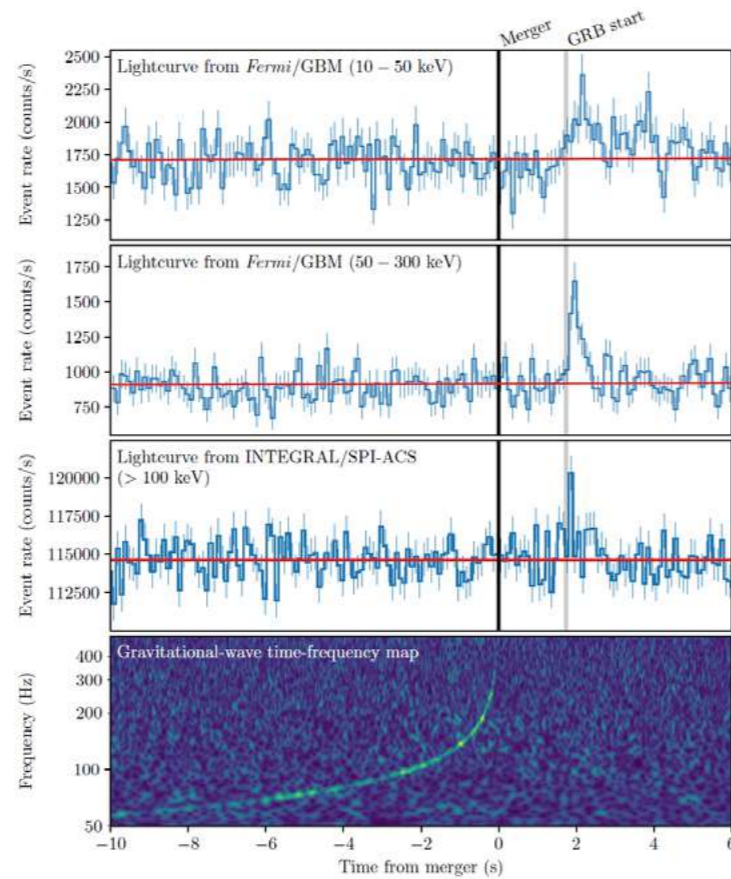 Merger
GRB start
Lightcurve from Fermi/GBM (10 − 50 keV)
Event rate (counts/s)
2500
2250
2000
1750
1500
1250
Lightcurve from Fermi/GBM (50 − 300 keV)
Event rate (counts/s)
1750
1500
1250
1000
750
Lightcurve from INTEGRAL/SPI-ACS
(> 100 keV)
Event rate (counts/s)
120000
117500
115000
112500
Gravitational-wave time-frequency map
Frequency (Hz)
400
300
200
100
50
−10 −8 −6 −4 −2 0 2 4 6
Time from merger (s)